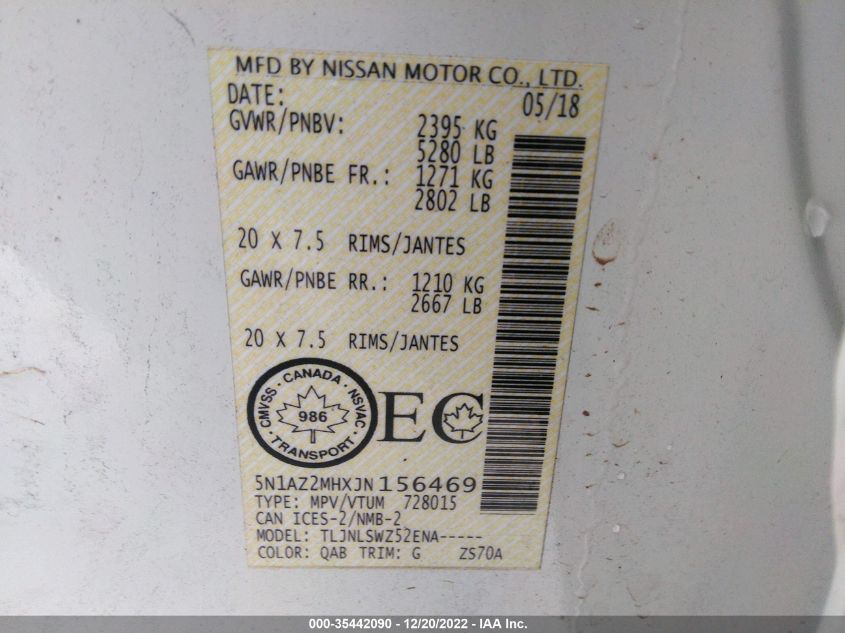 MFD BY NISSAN MOTOR CO., LTD.
DATE: 05/18
GVWR/PNBV: 2395 KG
5280 LB
GAWR/PNBE FR.: 1271 KG
2802 LB
20 X 7.5 RIMS/JANTES
GAWR/PNBE RR.: 1210 KG
2667 LB
20 X 7.5 RIMS/JANTES
CMVSS · CANADA · NSVAC
986
· TRANSPORT ·
EC
5N1AZ2MHXJN156469
TYPE: MPV/VTUM 728015
CAN ICES-2/NMB-2
MODEL: TLJNLSWZ52ENA-----
COLOR: QAB TRIM: G ZS70A
000-35442090 - 12/20/2022 - IAA Inc.